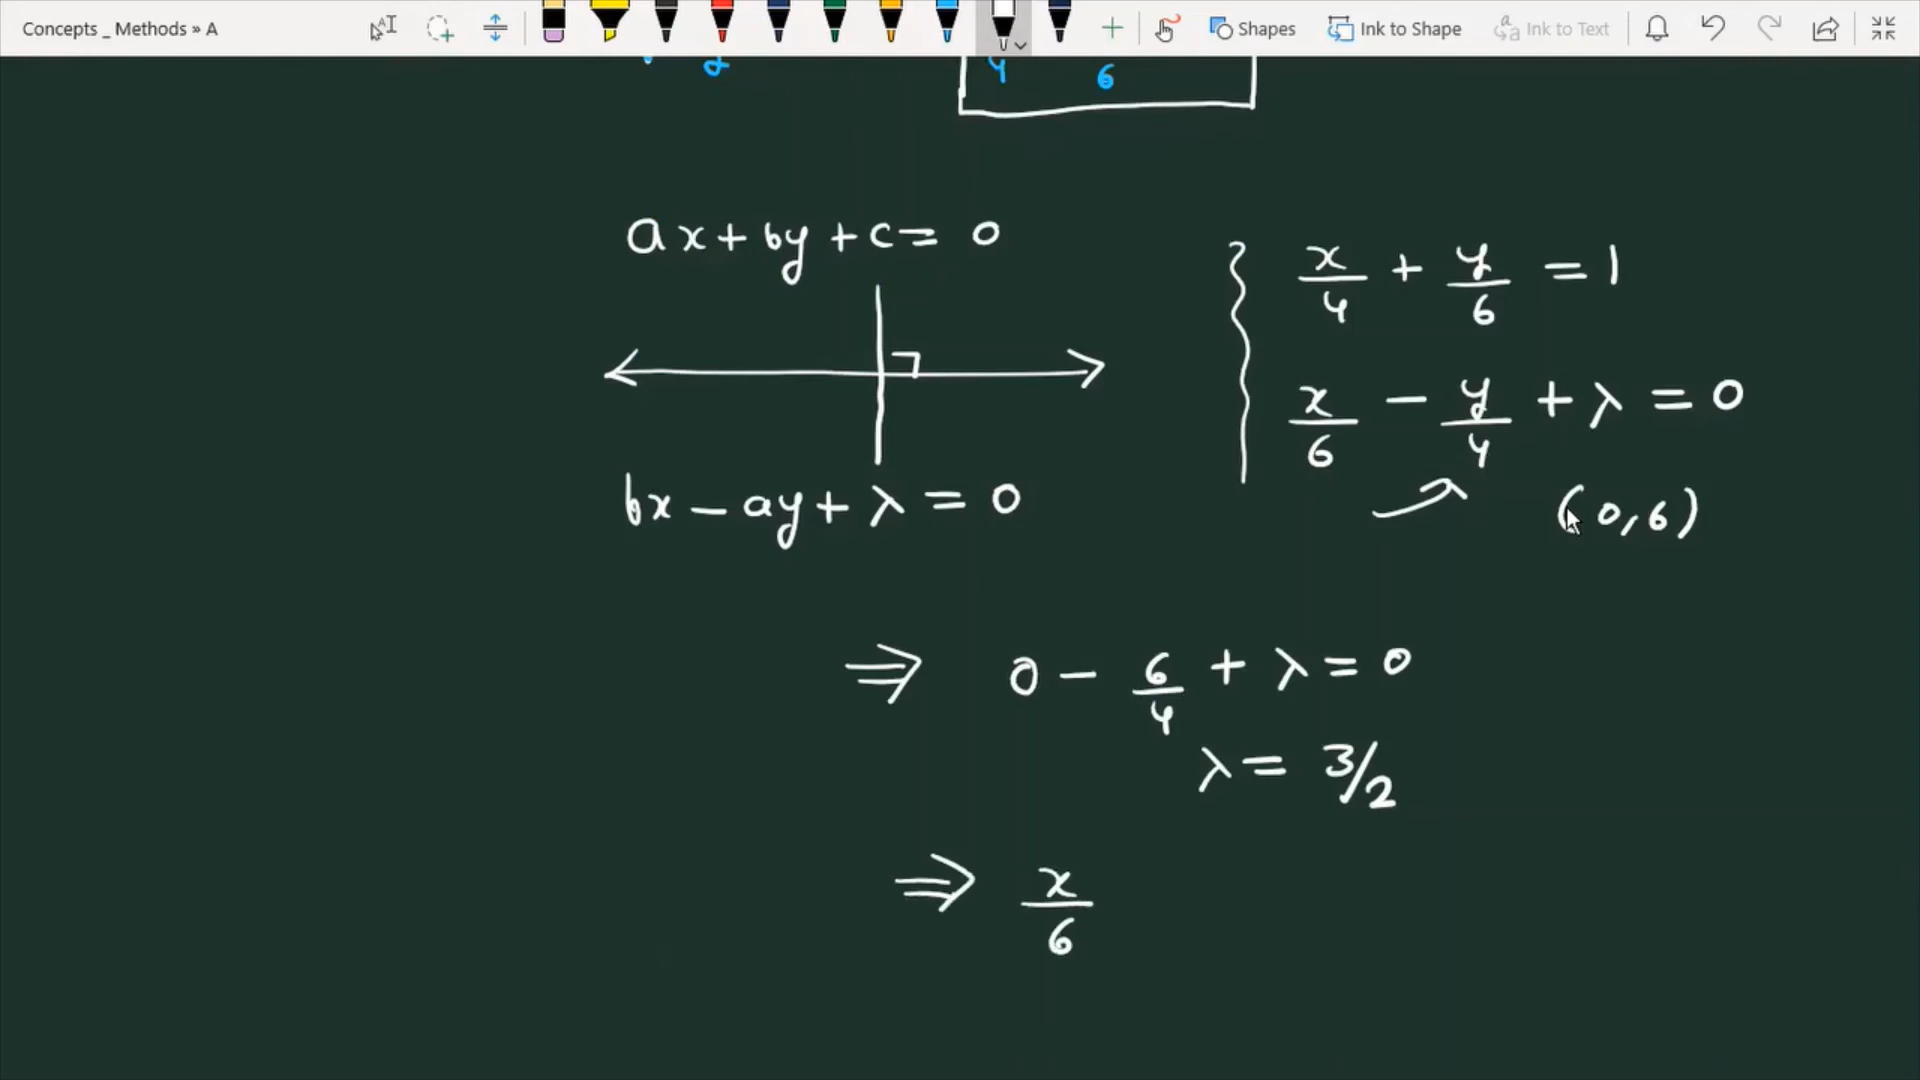 Concepts _ Methods » A
Shapes
Ink to Shape
Ink to Text
4 6
ax + by + c = 0
x/4 + y/6 = 1
x/6 - y/4 + λ = 0
bx - ay + λ = 0
(0,6)
⇒ 0 - 6/4 + λ = 0
λ = 3/2
⇒ x/6